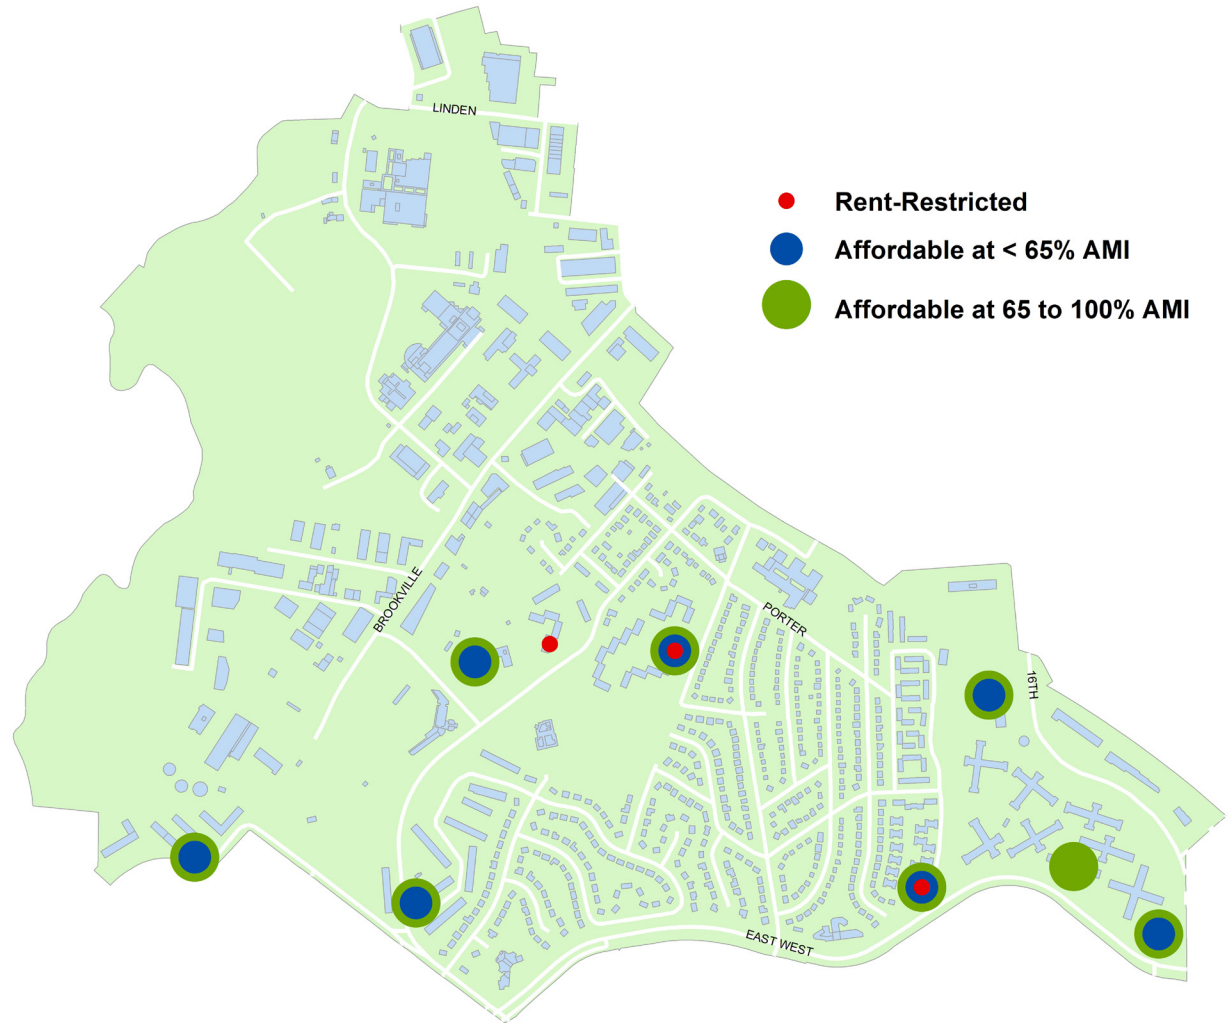 LINDEN
Rent-Restricted
Affordable at < 65% AMI
Affordable at 65 to 100% AMI
BROOKVILLE
PORTER
16TH
EAST WEST